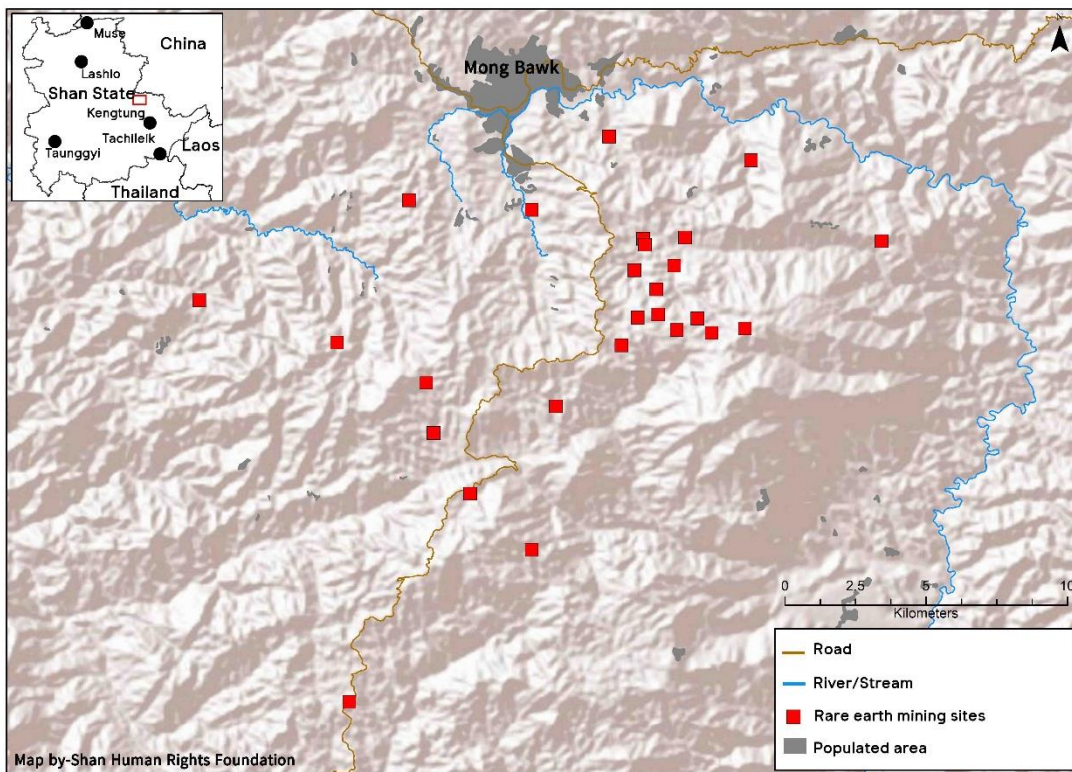 Muse
China
Lashio
Shan State
Kengtung
Tachileik
Laos
Taunggyi
Thailand
Mong Bawk
N
0 2.5 5 10
Kilometers
Road
River/Stream
Rare earth mining sites
Populated area
Map by-Shan Human Rights Foundation